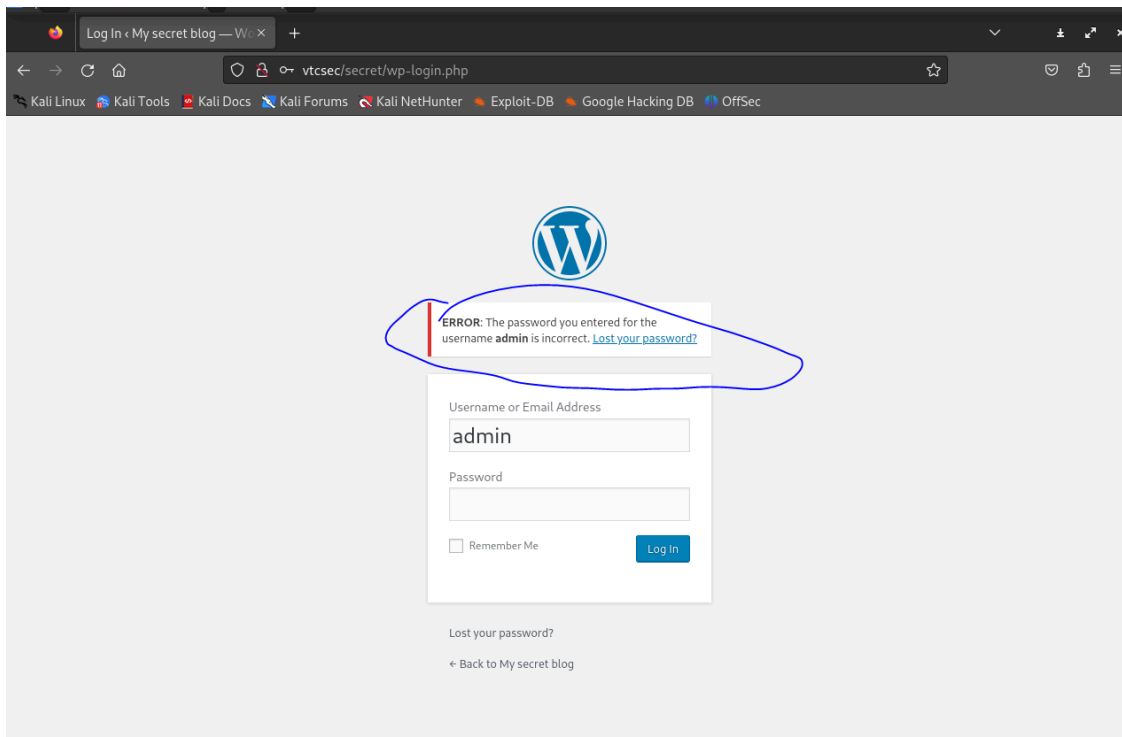 Log In ‹ My secret blog — Wo
vtcsec/secret/wp-login.php
Kali Linux Kali Tools Kali Docs Kali Forums Kali NetHunter Exploit-DB Google Hacking DB OffSec
ERROR: The password you entered for the
username admin is incorrect. Lost your password?
Username or Email Address
admin
Password
Remember Me
Log In
Lost your password?
← Back to My secret blog